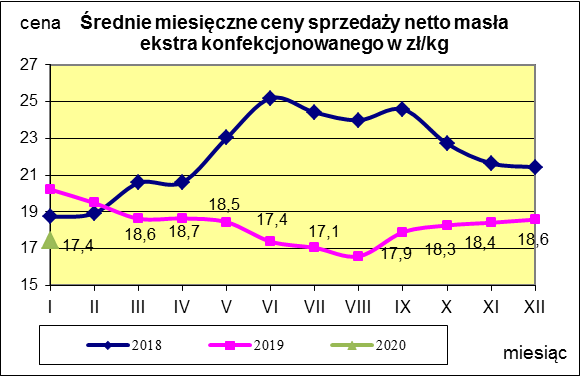 cena
Średnie miesięczne ceny sprzedaży netto masła
ekstra konfekcjonowanego w zł/kg
27
25
23
21
19
17
15
17,4
18,6
18,7
18,5
17,4
17,1
17,9
18,3
18,4
18,6
I II III IV V VI VII VIII IX X XI XII
2018 2019 2020
miesiąc